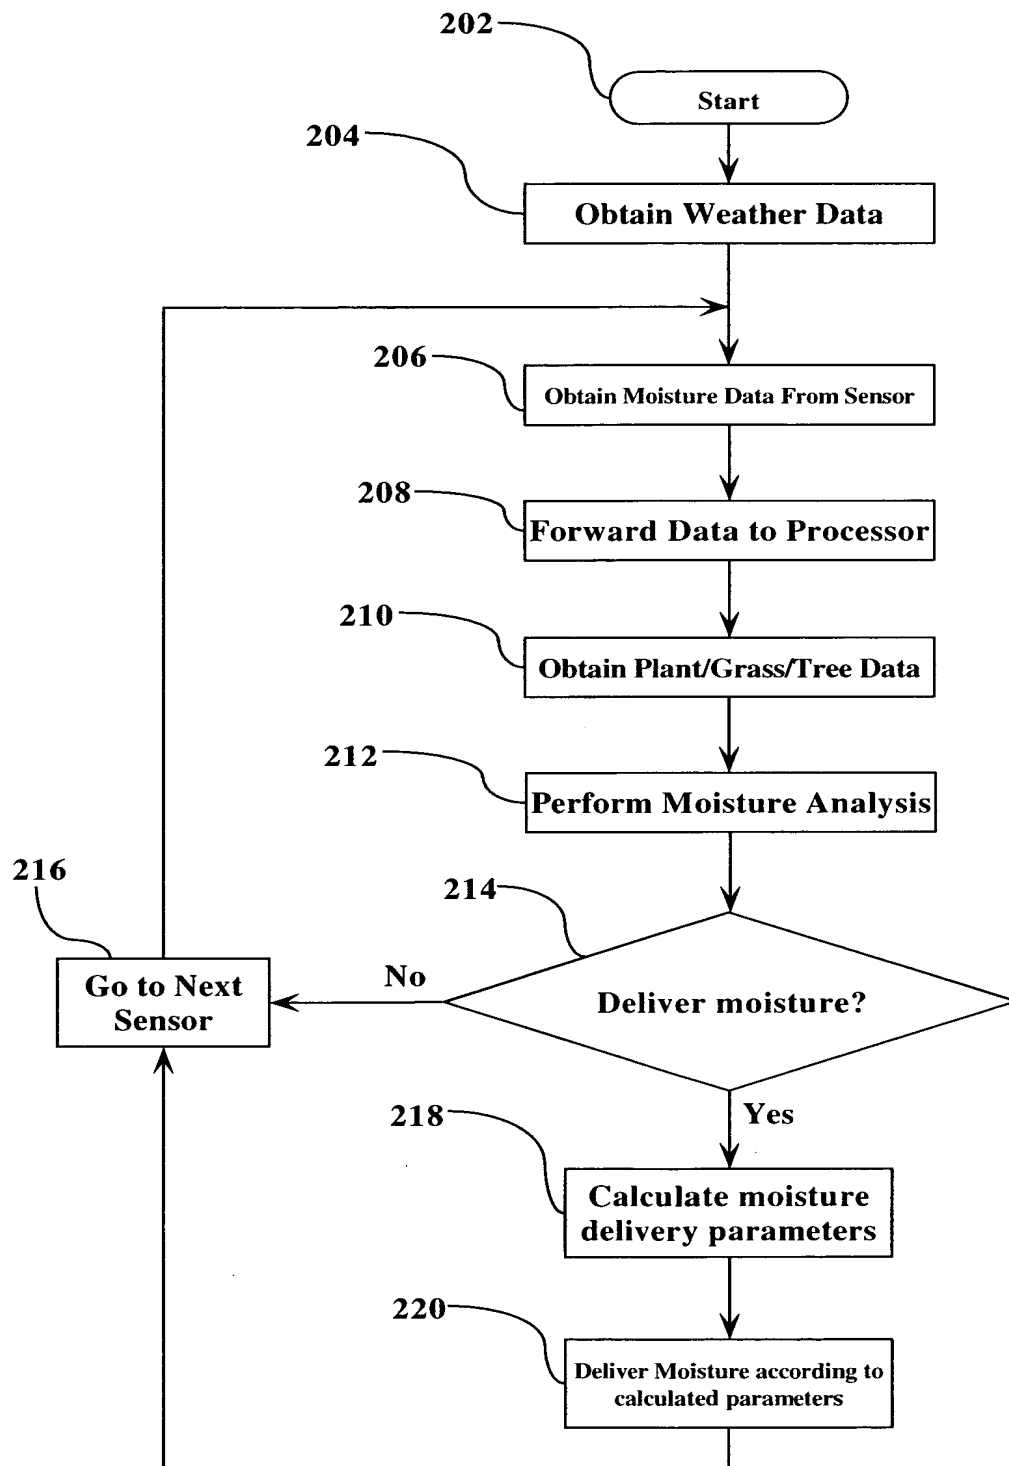 202
Start
204
Obtain Weather Data
206
Obtain Moisture Data From Sensor
208
Forward Data to Processor
210
Obtain Plant/Grass/Tree Data
212
Perform Moisture Analysis
214
216
Go to Next
Sensor
No
Deliver moisture?
Yes
218
Calculate moisture
delivery parameters
220
Deliver Moisture according to
calculated parameters